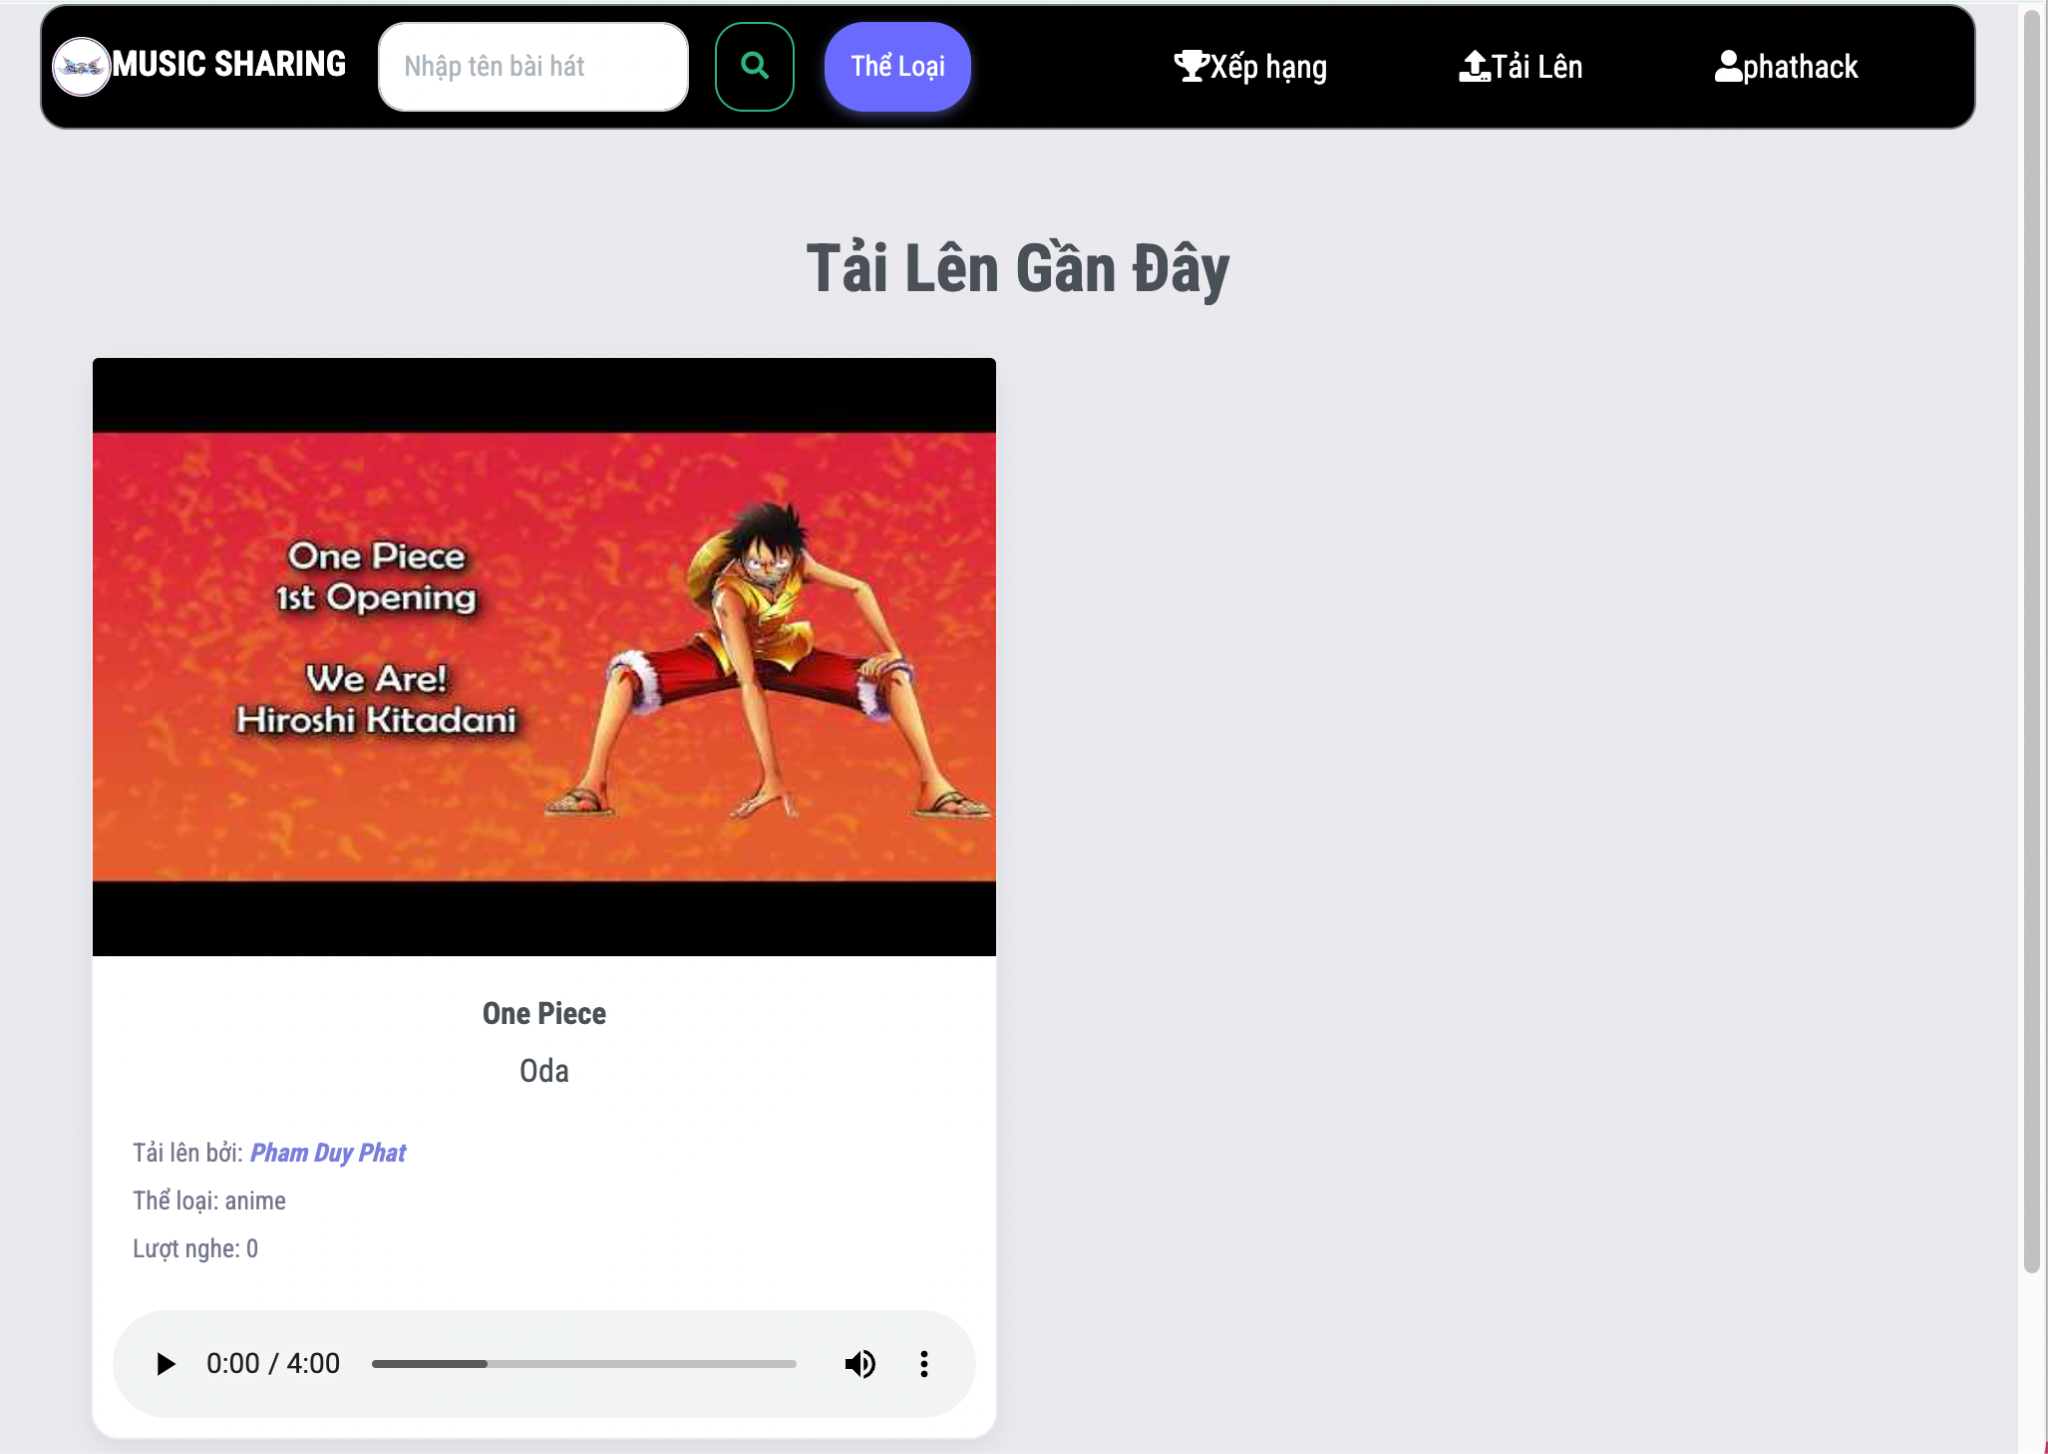 MUSIC SHARING
Nhập tên bài hát
Thể Loại
Xếp hạng
Tải Lên
phathack
Tải Lên Gần Đây
One Piece
1st Opening
We Are!
Hiroshi Kitadani
One Piece
Oda
Tải lên bởi: Pham Duy Phat
Thể loại: anime
Lượt nghe: 0
0:00 / 4:00